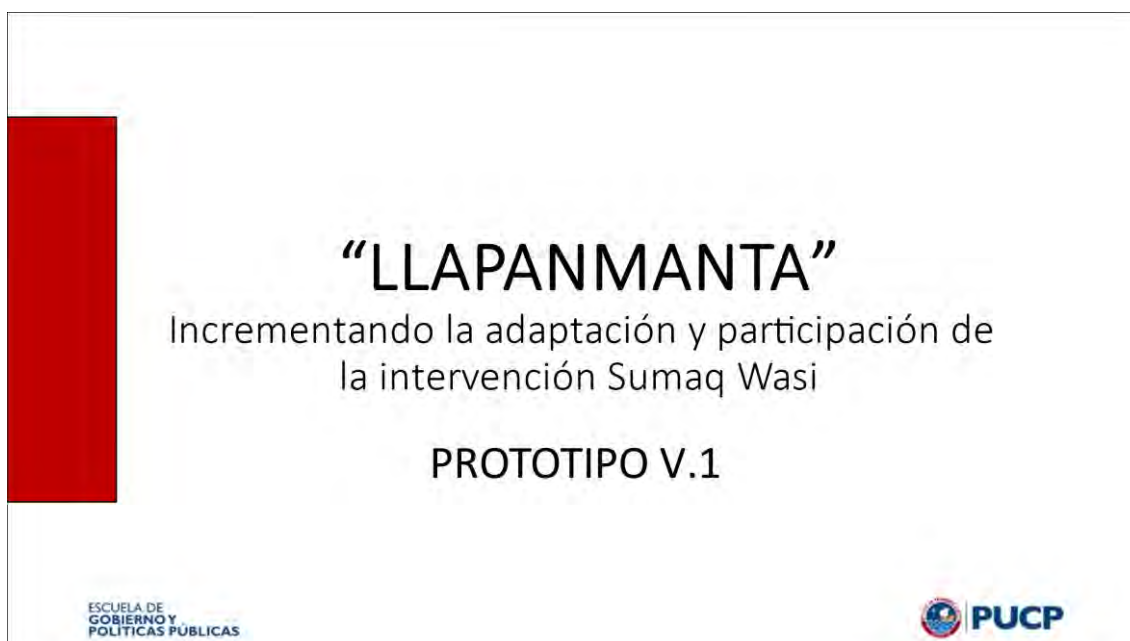 “LLAPANMANTA”
Incrementando la adaptación y participación de
la intervención Sumaq Wasi
PROTOTIPO V.1
ESCUELA DE
GOBIERNO Y
POLÍTICAS PÚBLICAS
PUCP